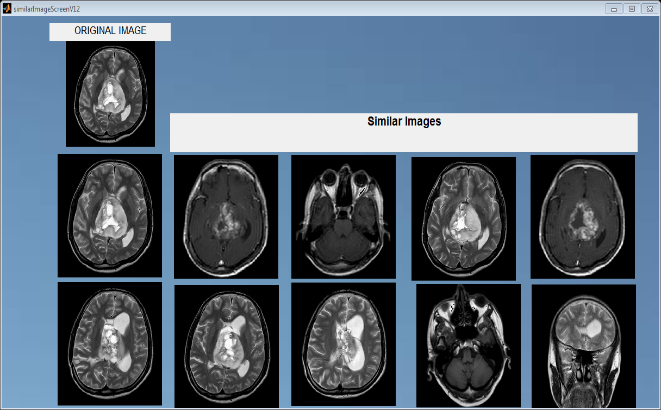 similarImageScreenV12
ORIGINAL IMAGE
Similar Images